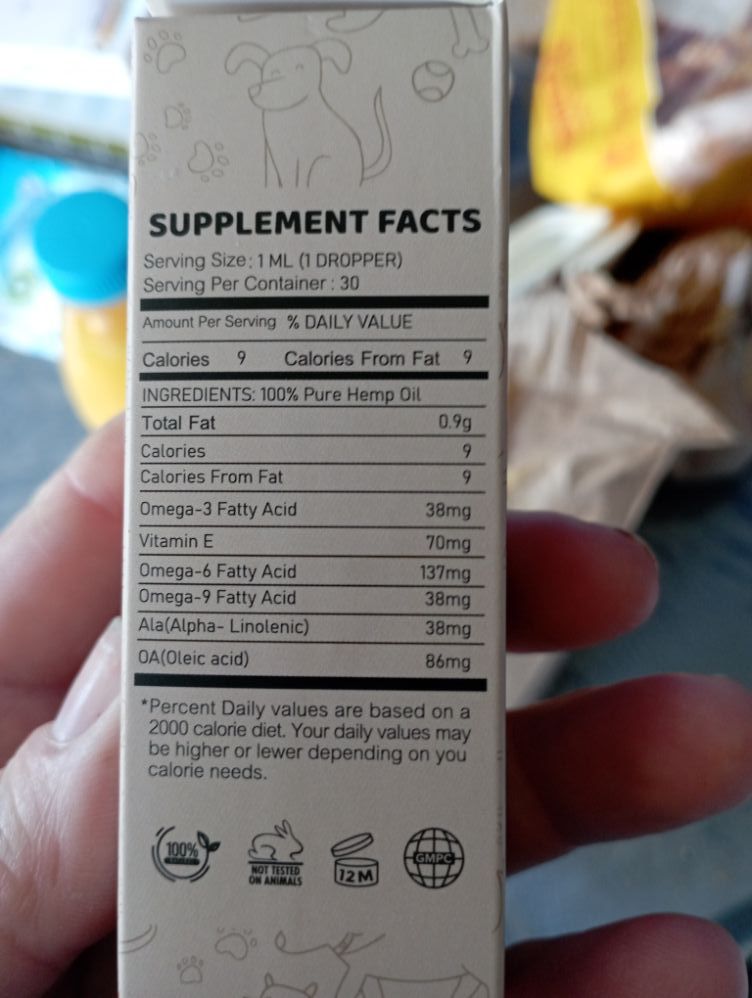 SUPPLEMENT FACTS
Serving Size: 1 ML (1 DROPPER)
Serving Per Container : 30
Amount Per Serving % DAILY VALUE
Calories 9 Calories From Fat 9
INGREDIENTS: 100% Pure Hemp Oil
Total Fat 0.9g
Calories 9
Calories From Fat 9
Omega-3 Fatty Acid 38mg
Vitamin E 70mg
Omega-6 Fatty Acid 137mg
Omega-9 Fatty Acid 38mg
Ala(Alpha- Linolenic) 38mg
OA(Oleic acid) 86mg
*Percent Daily values are based on a
2000 calorie diet. Your daily values may
be higher or lewer depending on you
calorie needs.
100%
NOT TESTED
ON ANIMALS
12M
GMPC